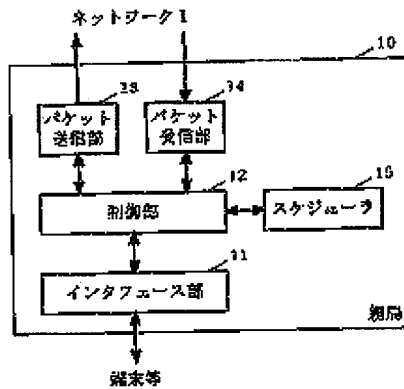 ネットワーク1
10
13
14
パケット
送信部
パケット
受信部
12
15
制御部
スケジューラ
11
インタフェース部
親局
端末等